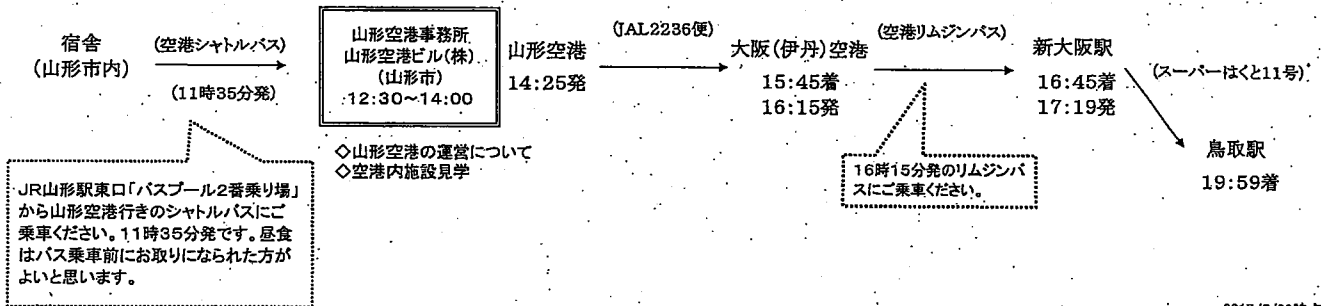 宿舎
(山形市内)
(空港シャトルバス)
(11時35分発)
山形空港事務所
山形空港ビル(株)
(山形市)
12:30~14:00
◇山形空港の運営について
◇空港内施設見学
山形空港
14:25発
(JAL2236便)
大阪(伊丹)空港
15:45着
16:15発
(空港リムジンバス)
新大阪駅
16:45着
17:19発
(スーパーはくと11号)
鳥取駅
19:59着
JR山形駅東口「バスプール2番乗り場」
から山形空港行きのシャトルバスにご
乗車ください。11時35分発です。昼食
はバス乗車前にお取りになられた方が
よいと思います。
16時15分発のリムジンバ
スにご乗車ください。